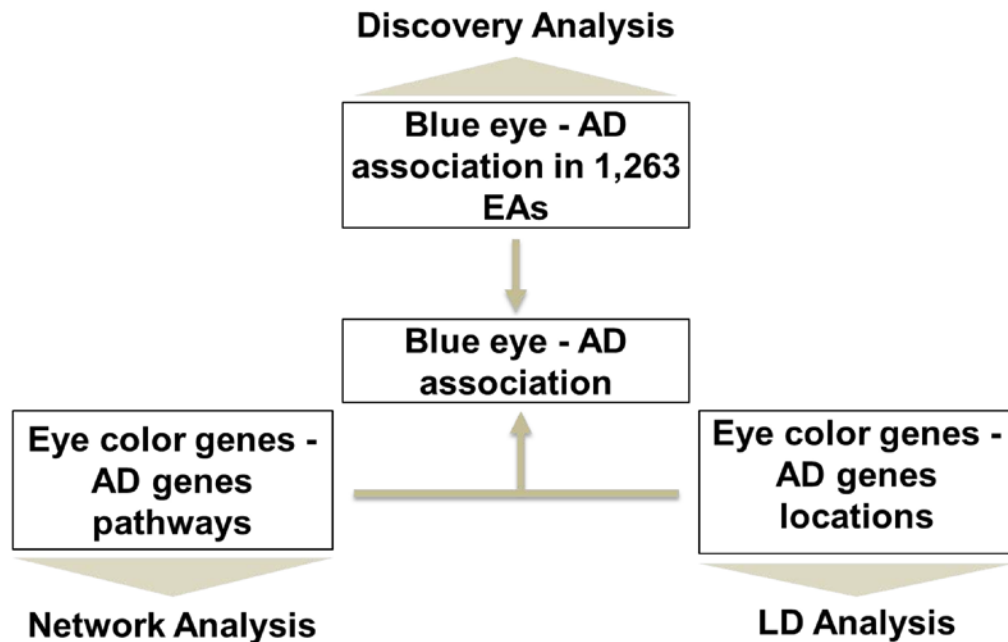 Discovery Analysis
Blue eye - AD
association in 1,263
EAs
Blue eye - AD
association
Eye color genes -
AD genes
pathways
Eye color genes -
AD genes
locations
Network Analysis
LD Analysis